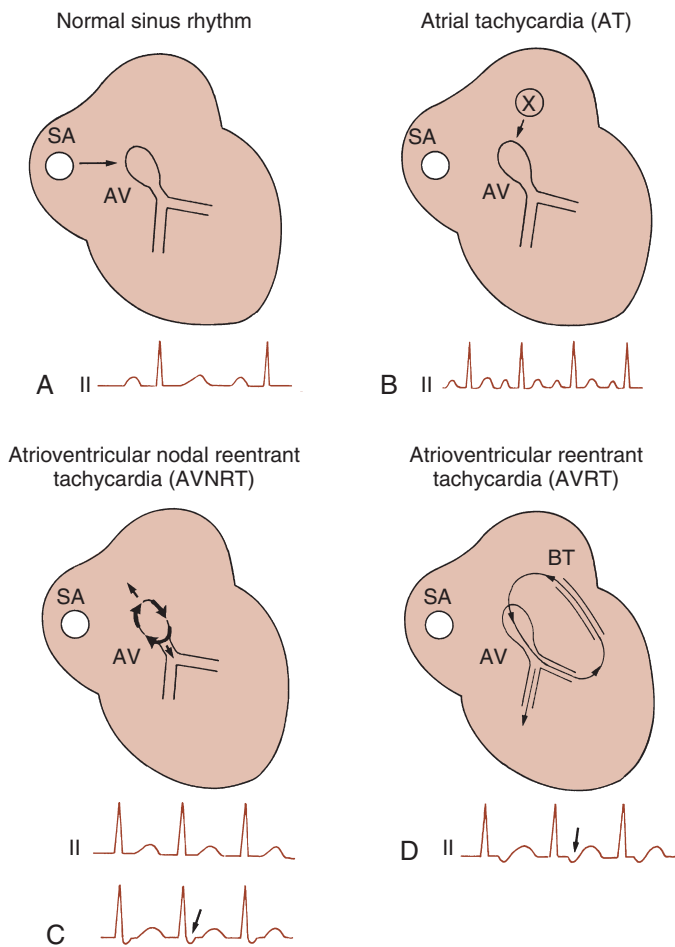 Normal sinus rhythm
Atrial tachycardia (AT)
SA
AV
X
SA
AV
A
II
B
II
Atrioventricular nodal reentrant
tachycardia (AVNRT)
Atrioventricular reentrant
tachycardia (AVRT)
SA
AV
BT
SA
AV
II
C
D
II